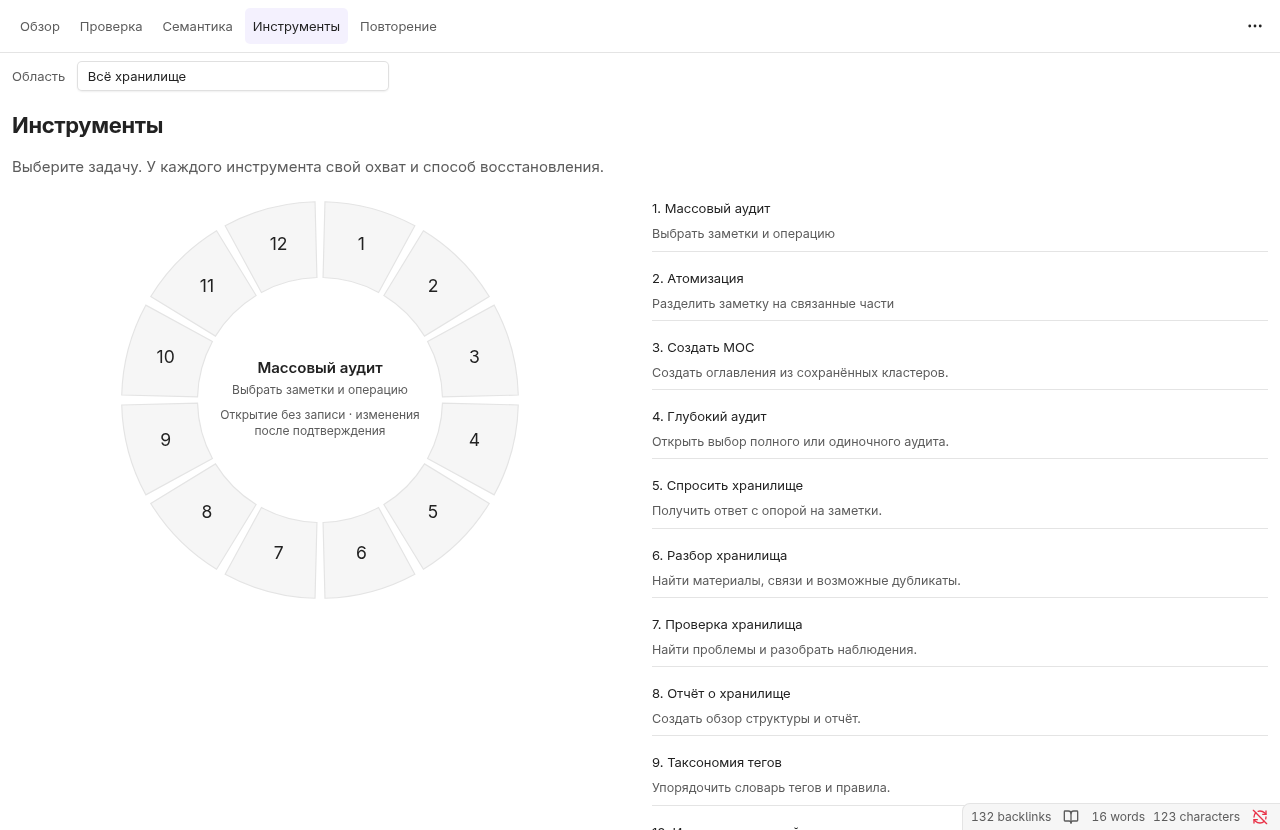 Обзор Проверка Семантика Инструменты Повторение
Область Всё хранилище
Инструменты
Выберите задачу. У каждого инструмента свой охват и способ восстановления.
12
1
11
2
10
3
9
4
8
5
7
6
Массовый аудит
Выбрать заметки и операцию
Открытие без записи · изменения
после подтверждения
1. Массовый аудит
Выбрать заметки и операцию
2. Атомизация
Разделить заметку на связанные части
3. Создать MOC
Создать оглавления из сохранённых кластеров.
4. Глубокий аудит
Открыть выбор полного или одиночного аудита.
5. Спросить хранилище
Получить ответ с опорой на заметки.
6. Разбор хранилища
Найти материалы, связи и возможные дубликаты.
7. Проверка хранилища
Найти проблемы и разобрать наблюдения.
8. Отчёт о хранилище
Создать обзор структуры и отчёт.
9. Таксономия тегов
Упорядочить словарь тегов и правила.
132 backlinks 16 words 123 characters